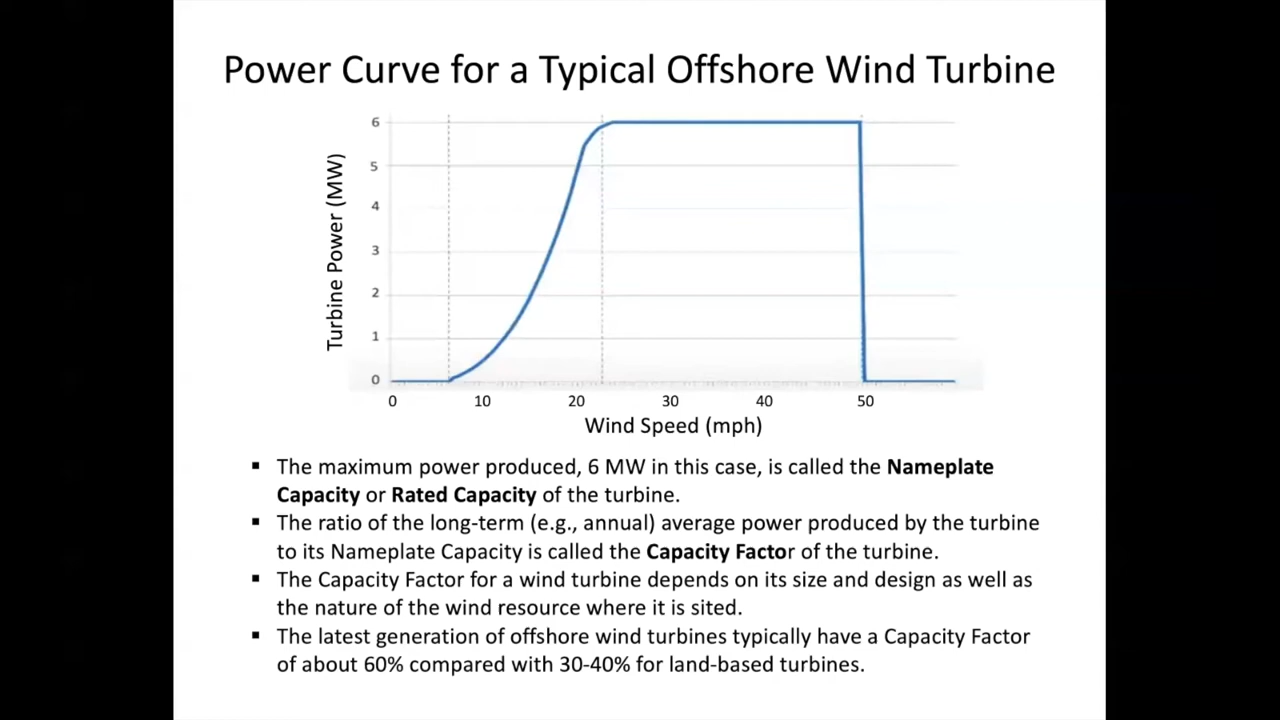 Power Curve for a Typical Offshore Wind Turbine
6
5
4
3
2
1
0
Turbine Power (MW)
0 10 20 30 40 50
Wind Speed (mph)
▪ The maximum power produced, 6 MW in this case, is called the Nameplate
Capacity or Rated Capacity of the turbine.
▪ The ratio of the long-term (e.g., annual) average power produced by the turbine
to its Nameplate Capacity is called the Capacity Factor of the turbine.
▪ The Capacity Factor for a wind turbine depends on its size and design as well as
the nature of the wind resource where it is sited.
▪ The latest generation of offshore wind turbines typically have a Capacity Factor
of about 60% compared with 30-40% for land-based turbines.